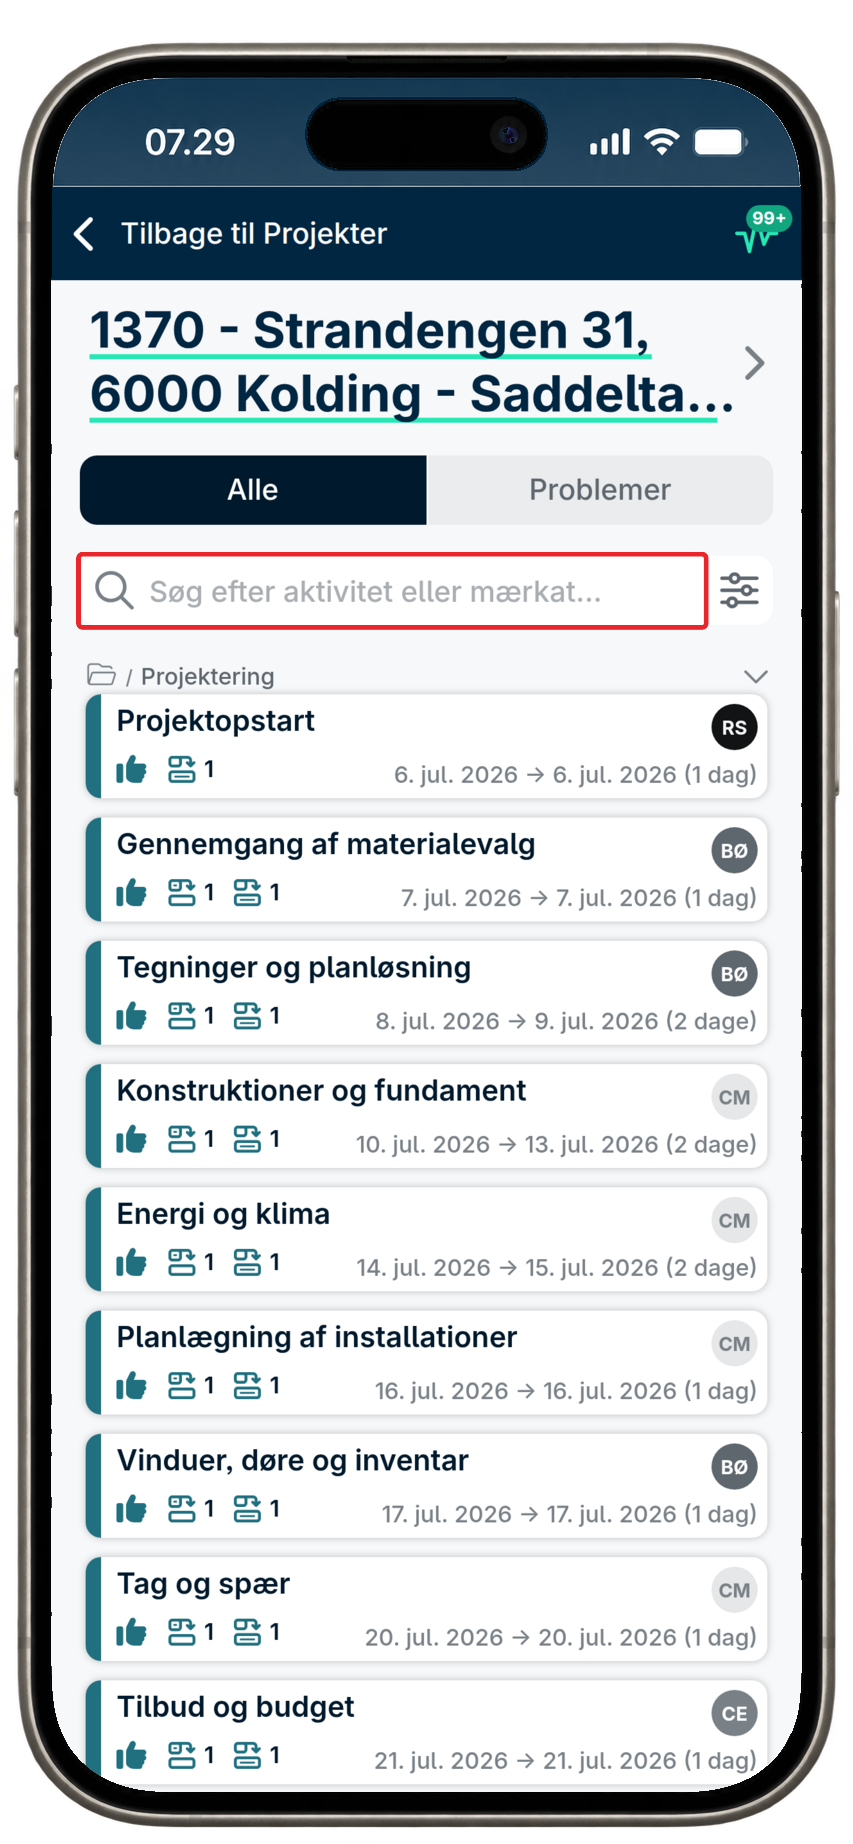 07.29
99+
Tilbage til Projekter
1370 - Strandengen 31,
6000 Kolding - Saddelta...
Alle
Problemer
Søg efter aktivitet eller mærkat...
/ Projektering
Projektopstart
RS
1
6. jul. 2026 → 6. jul. 2026 (1 dag)
Gennemgang af materialevalg
BØ
1 1
7. jul. 2026 → 7. jul. 2026 (1 dag)
Tegninger og planløsning
BØ
1 1
8. jul. 2026 → 9. jul. 2026 (2 dage)
Konstruktioner og fundament
CM
1 1
10. jul. 2026 → 13. jul. 2026 (2 dage)
Energi og klima
CM
1 1
14. jul. 2026 → 15. jul. 2026 (2 dage)
Planlægning af installationer
CM
1 1
16. jul. 2026 → 16. jul. 2026 (1 dag)
Vinduer, døre og inventar
BØ
1 1
17. jul. 2026 → 17. jul. 2026 (1 dag)
Tag og spær
CM
1 1
20. jul. 2026 → 20. jul. 2026 (1 dag)
Tilbud og budget
CE
1 1
21. jul. 2026 → 21. jul. 2026 (1 dag)